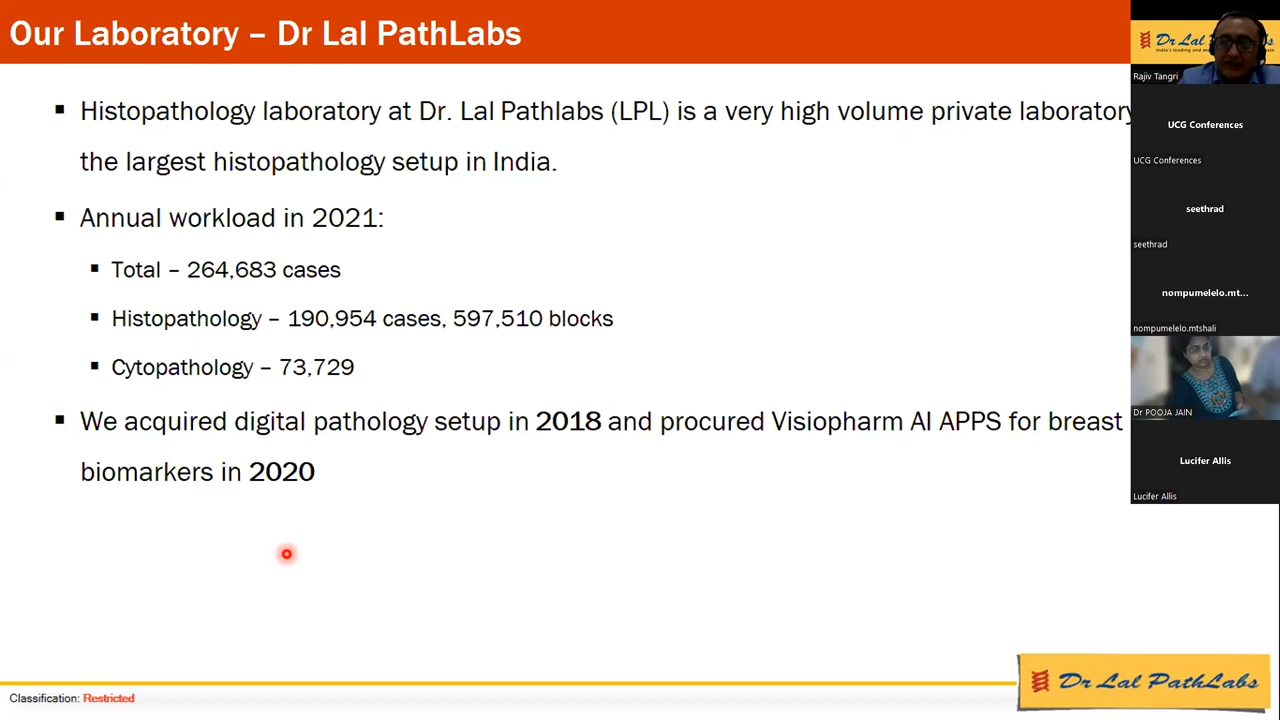 Our Laboratory – Dr Lal PathLabs
Histopathology laboratory at Dr. Lal Pathlabs (LPL) is a very high volume private laboratory
the largest histopathology setup in India.
Annual workload in 2021:
Total – 264,683 cases
Histopathology – 190,954 cases, 597,510 blocks
Cytopathology – 73,729
We acquired digital pathology setup in 2018 and procured Visiopharm AI APPS for breast
biomarkers in 2020
Classification: Restricted
Dr Lal PathLabs
Dr Lal
Rajiv Tangri
UCG Conferences
UCG Conferences
seethrad
seethrad
nompumelelo.mt...
nompumelelo.mtshali
Dr POOJA JAIN
Lucifer Allis
Lucifer Allis